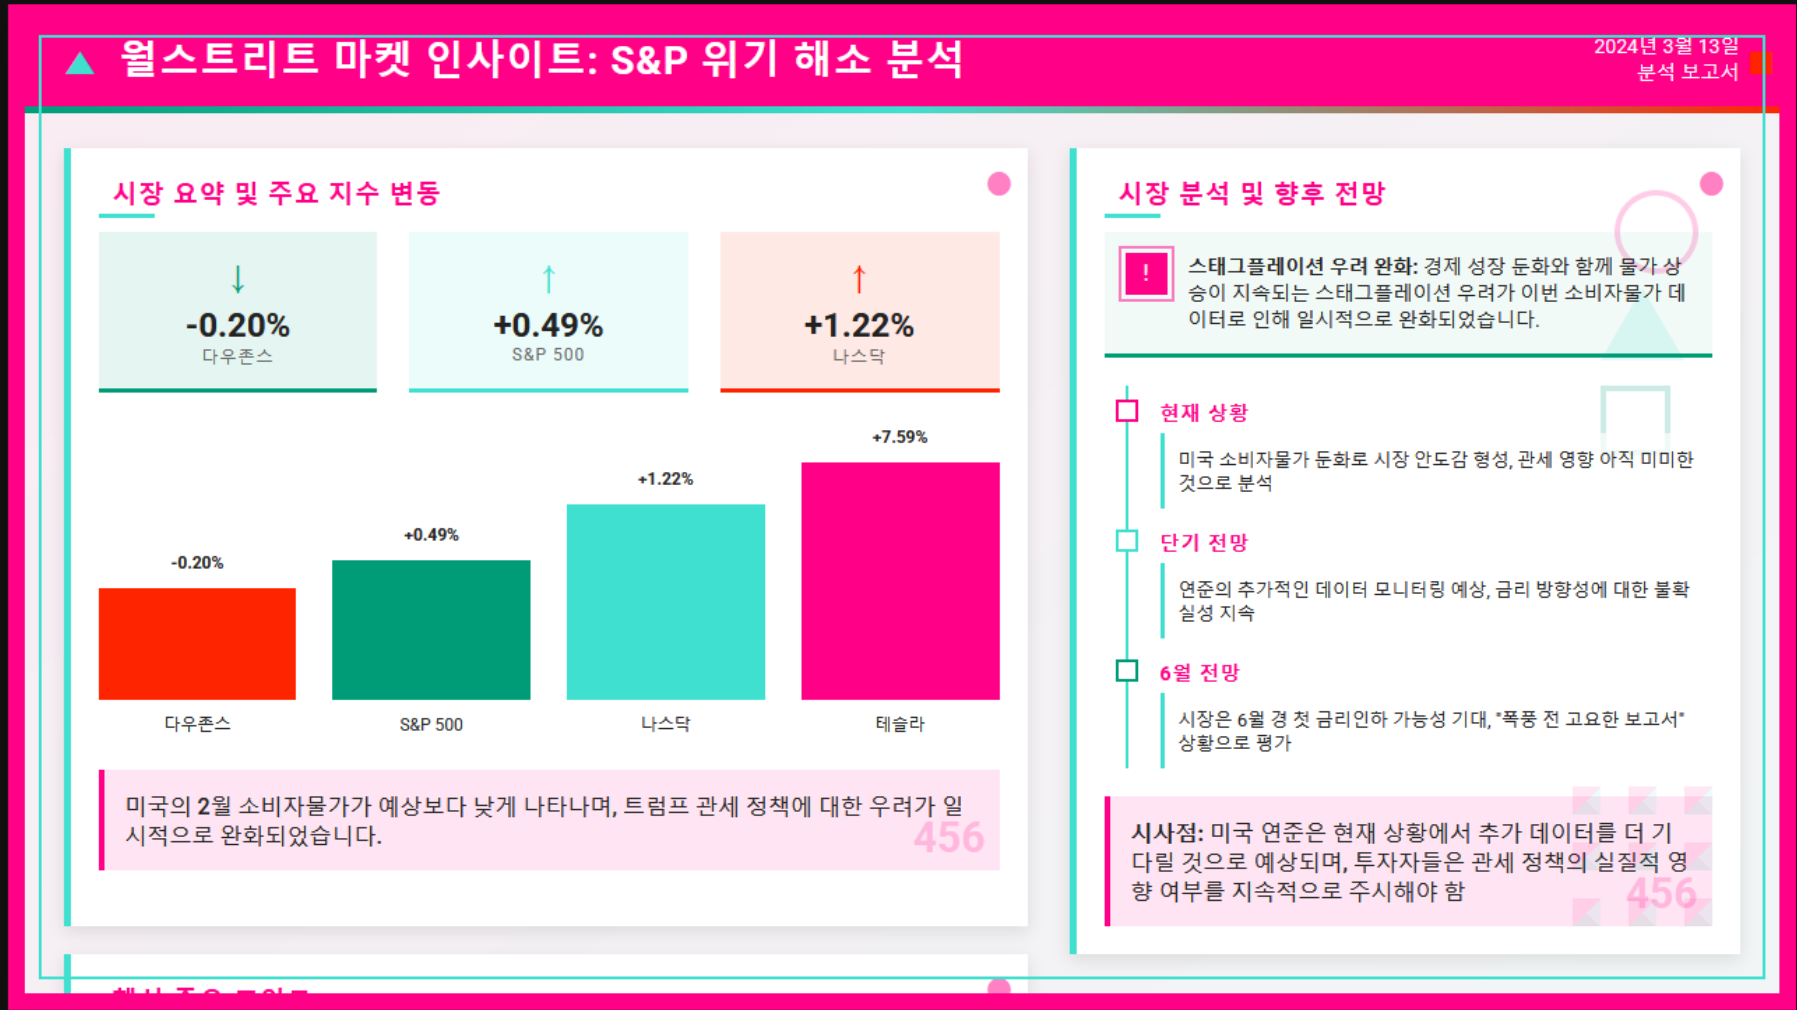 월스트리트 마켓 인사이트: S&P 위기 해소 분석
2024년 3월 13일
분석 보고서
시장 요약 및 주요 지수 변동
↓
-0.20%
다우존스
↑
+0.49%
S&P 500
↑
+1.22%
나스닥
-0.20%
+0.49%
+1.22%
+7.59%
다우존스
S&P 500
나스닥
테슬라
미국의 2월 소비자물가가 예상보다 낮게 나타나며, 트럼프 관세 정책에 대한 우려가 일
시적으로 완화되었습니다.
456
시장 분석 및 향후 전망
!
스태그플레이션 우려 완화: 경제 성장 둔화와 함께 물가 상
승이 지속되는 스태그플레이션 우려가 이번 소비자물가 데
이터로 인해 일시적으로 완화되었습니다.
현재 상황
미국 소비자물가 둔화로 시장 안도감 형성, 관세 영향 아직 미미한
것으로 분석
단기 전망
연준의 추가적인 데이터 모니터링 예상, 금리 방향성에 대한 불확
실성 지속
6월 전망
시장은 6월 경 첫 금리인하 가능성 기대, "폭풍 전 고요한 보고서"
상황으로 평가
시사점: 미국 연준은 현재 상황에서 추가 데이터를 더 기
다릴 것으로 예상되며, 투자자들은 관세 정책의 실질적 영
향 여부를 지속적으로 주시해야 함
456